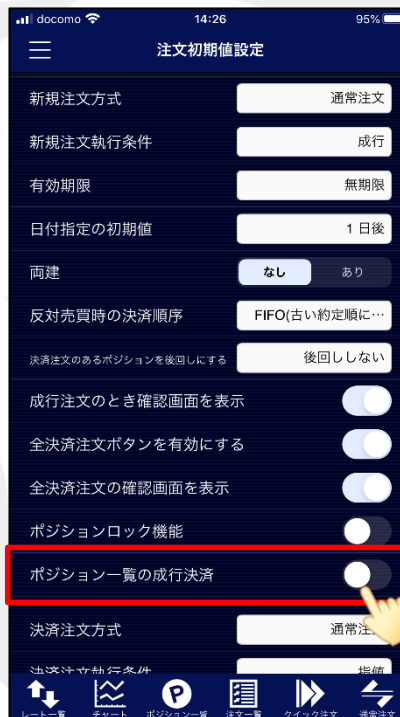 docomo 14:26 95%
注文初期値設定
新規注文方式 通常注文
新規注文執行条件 成行
有効期限 無期限
日付指定の初期値 1 日後
両建 なし あり
反対売買時の決済順序 FIFO(古い約定順に…
決済注文のあるポジションを後回しにする 後回ししない
成行注文のとき確認画面を表示
全決済注文ボタンを有効にする
全決済注文の確認画面を表示
ポジションロック機能
ポジション一覧の成行決済
決済注文方式 通常注
決済注文執行条件 指値
レート一覧 チャート ポジション一覧 注文一覧 クイック注文 通常注文